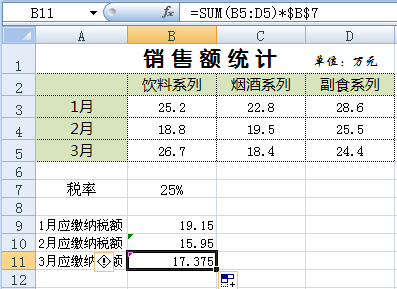 B11 fx =SUM(B5:D5)*$B$7
A B C D
1 销售额统计 单位：万元
2 饮料系列 烟酒系列 副食系列
3 1月 25.2 22.8 28.6
4 2月 18.8 19.5 25.5
5 3月 26.7 18.4 24.4
6
7 税率 25%
8
9 1月应缴纳税额 19.15
10 2月应缴纳税额 15.95
11 3月应缴纳 额 17.375
12